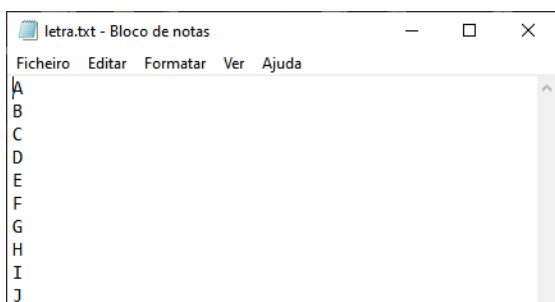 letra.txt - Bloco de notas
Ficheiro Editar Formatar Ver Ajuda
A
B
C
D
E
F
G
H
I
J